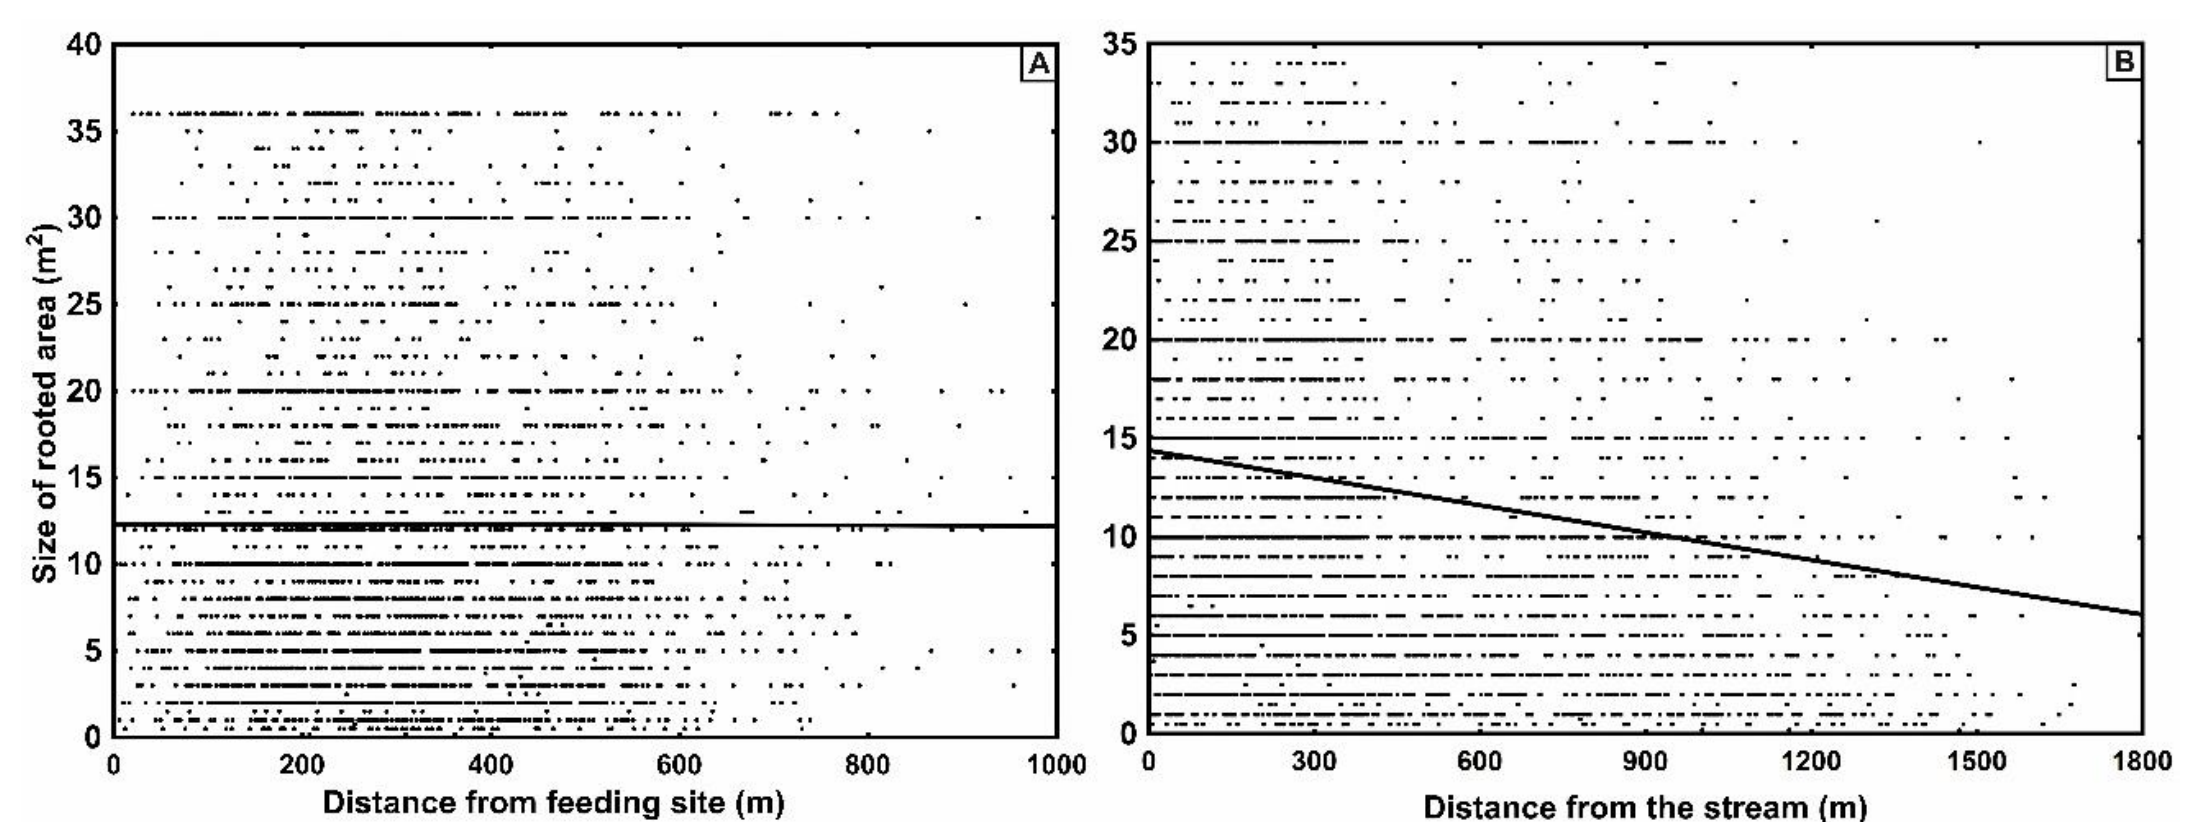 A
40
35
30
25
20
15
10
5
0
Size of rooted area (m²)
0 200 400 600 800 1000
Distance from feeding site (m)
B
35
30
25
20
15
10
5
0
0 300 600 900 1200 1500 1800
Distance from the stream (m)